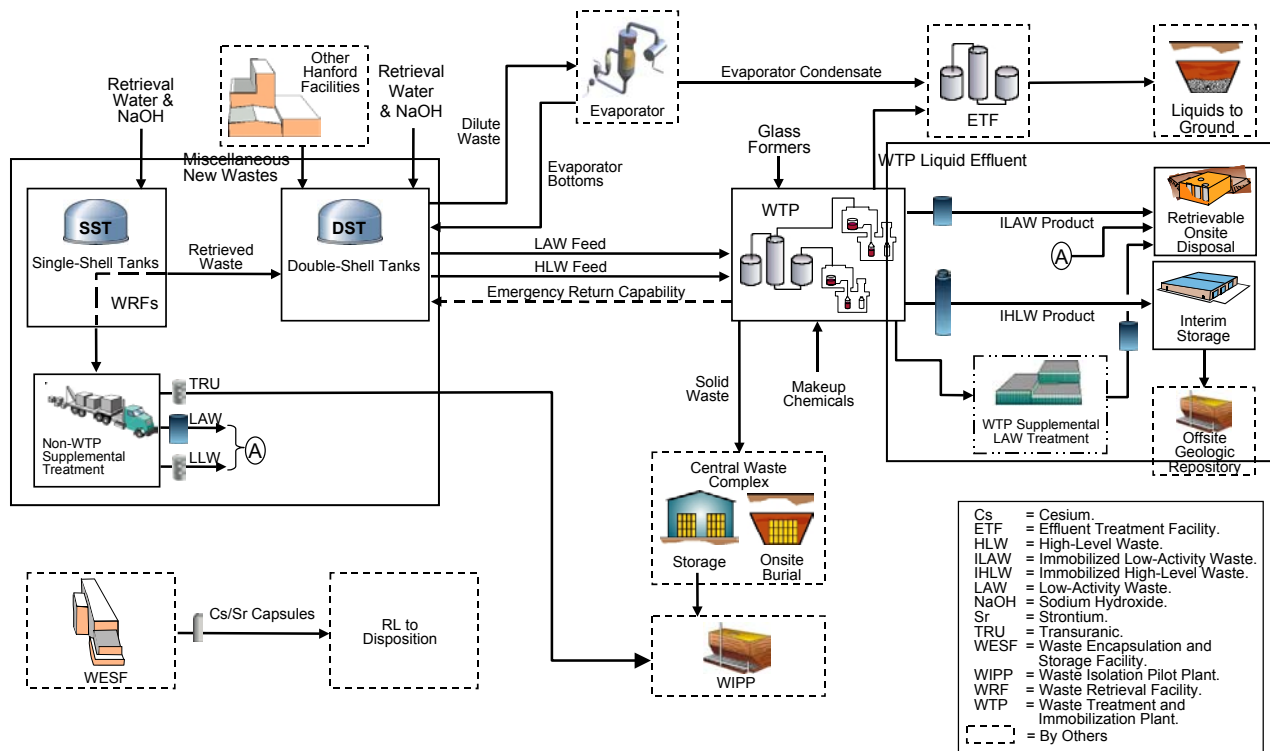 Other
Hanford
Facilities
Retrieval
Water &
NaOH
Retrieval
Water
& NaOH
Miscellaneous
New Wastes
Dilute
Waste
Evaporator
Evaporator
Bottoms
Evaporator Condensate
ETF
Liquids to
Ground
Glass
Formers
WTP Liquid Effluent
SST
Single-Shell Tanks
WRFs
Retrieved
Waste
DST
Double-Shell Tanks
LAW Feed
HLW Feed
Emergency Return Capability
WTP
ILAW Product
A
Retrievable
Onsite
Disposal
IHLW Product
Interim
Storage
Solid
Waste
Makeup
Chemicals
WTP Supplemental
LAW Treatment
Offsite
Geologic
Repository
Non-WTP
Supplemental
Treatment
TRU
LAW
LLW
A
Central Waste
Complex
Storage
Onsite
Burial
WIPP
WESF
Cs/Sr Capsules
RL to
Disposition
Cs = Cesium.
ETF = Effluent Treatment Facility.
HLW = High-Level Waste.
ILAW = Immobilized Low-Activity Waste.
IHLW = Immobilized High-Level Waste.
LAW = Low-Activity Waste.
NaOH = Sodium Hydroxide.
Sr = Strontium.
TRU = Transuranic.
WESF = Waste Encapsulation and
Storage Facility.
WIPP = Waste Isolation Pilot Plant.
WRF = Waste Retrieval Facility.
WTP = Waste Treatment and
Immobilization Plant.
= By Others